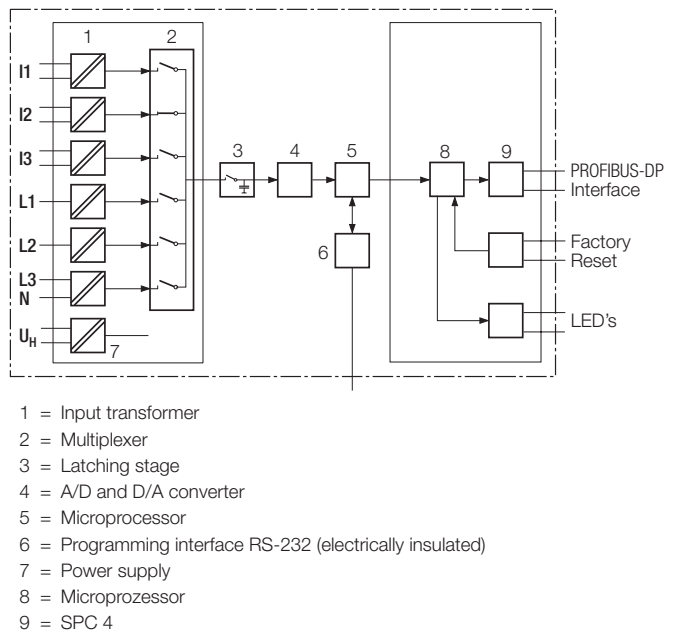 1 2
I1
I2
I3
3 4 5 8 9
PROFIBUS-DP
Interface
L1
L2
Factory
Reset
6
L3
N
LED's
UH
7
1 = Input transformer
2 = Multiplexer
3 = Latching stage
4 = A/D and D/A converter
5 = Microprocessor
6 = Programming interface RS-232 (electrically insulated)
7 = Power supply
8 = Microprozessor
9 = SPC 4